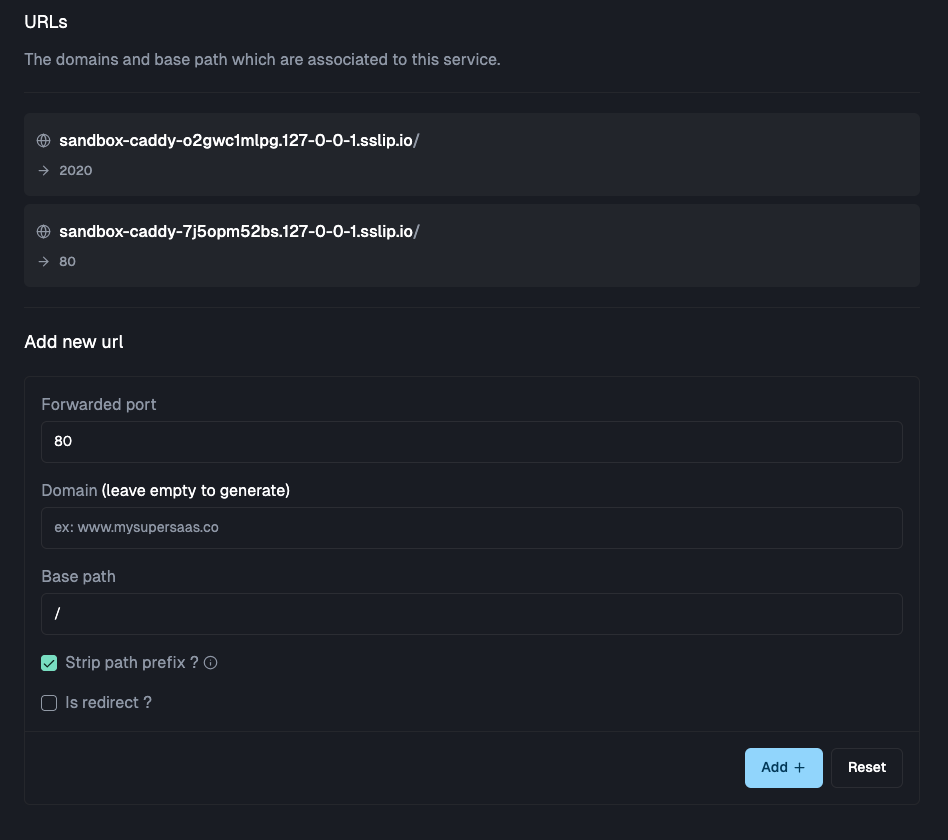 URLs
The domains and base path which are associated to this service.
sandbox-caddy-o2gwc1mlpg.127-0-0-1.sslip.io/
→ 2020
sandbox-caddy-7j5opm52bs.127-0-0-1.sslip.io/
→ 80
Add new url
Forwarded port
80
Domain (leave empty to generate)
ex: www.mysupersaas.co
Base path
/
Strip path prefix ?
Is redirect ?
Add +
Reset